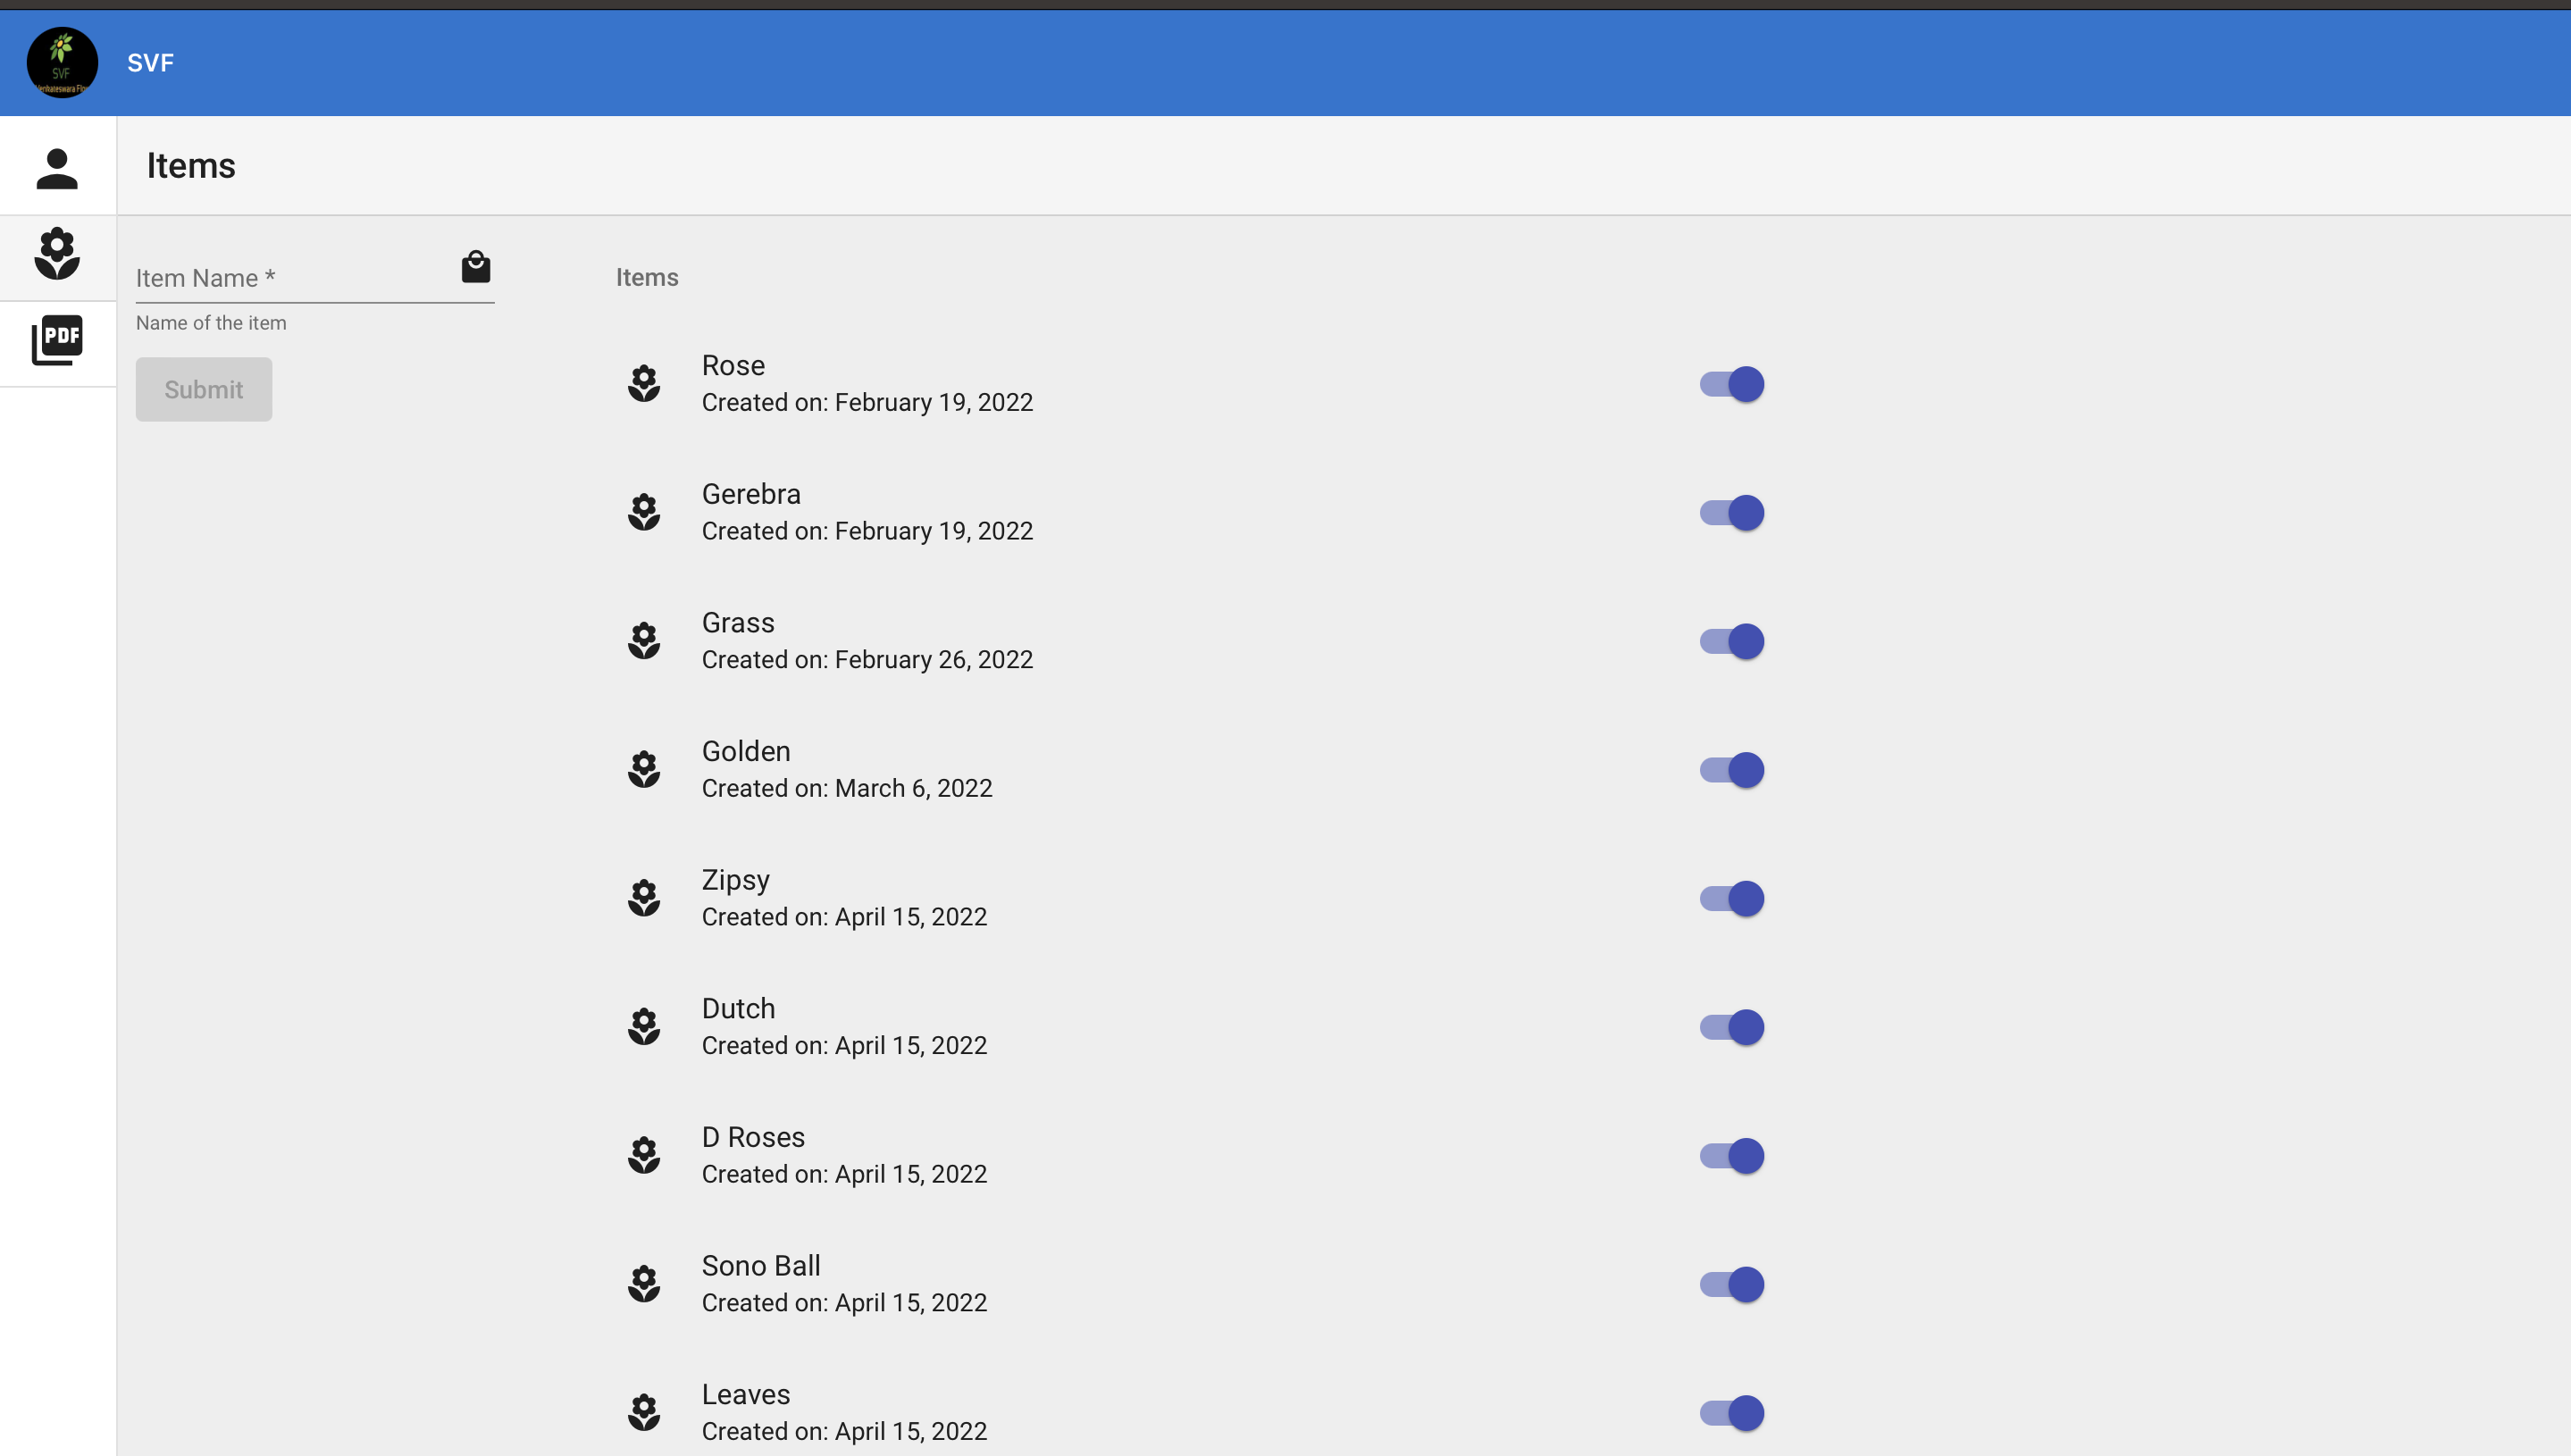 SVF
SVF
Items
Item Name *
Name of the item
Submit
PDF
Items
Rose
Created on: February 19, 2022
Gerebra
Created on: February 19, 2022
Grass
Created on: February 26, 2022
Golden
Created on: March 6, 2022
Zipsy
Created on: April 15, 2022
Dutch
Created on: April 15, 2022
D Roses
Created on: April 15, 2022
Sono Ball
Created on: April 15, 2022
Leaves
Created on: April 15, 2022